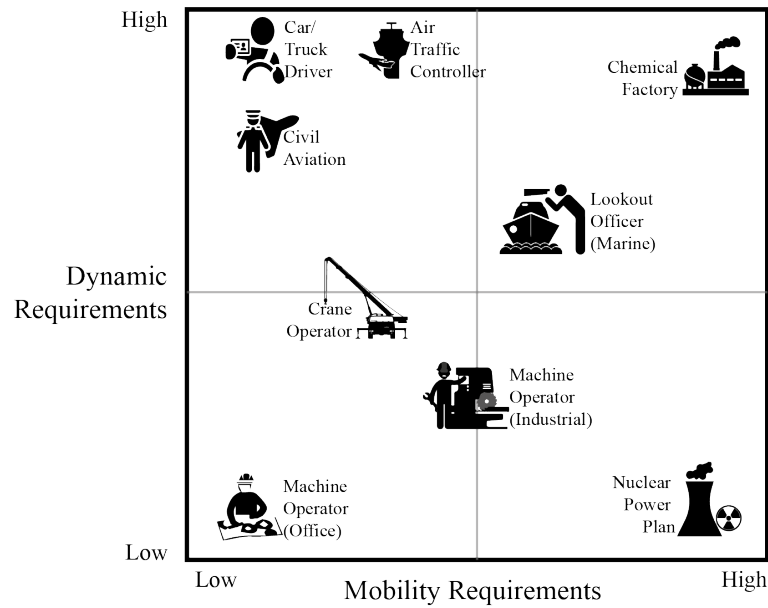 High
Car/
Truck
Driver
Air
Traffic
Controller
Chemical
Factory
Civil
Aviation
Lookout
Officer
(Marine)
Dynamic
Requirements
Crane
Operator
Machine
Operator
(Industrial)
Machine
Operator
(Office)
Nuclear
Power
Plan
Low
Low
Mobility Requirements
High